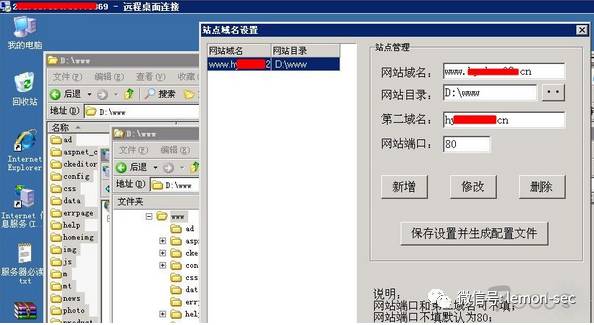 69 - 远程桌面连接
我的电脑
回收站
Internet
Explorer
Internet 信
息服务(I...
服务器必读
txt
D:\www
文件(F) 编辑(E) 查看(V) 收藏
后退 搜索
地址(D) D:\www
名称
ad
aspnet_c
ckeditor
config
css
data
errpage
help
homeimg
img
js
m
mt
news
photo
product
D:\www
文件(F) 编辑(E)
后退
地址(D) D:\www
文件夹
www
ad
asp
cke
con
css
dat
err
help
站点域名设置
网站域名 网站目录
www.hy 2 D:\www
站点管理
网站域名: www. cn
网站目录: D:\www ..
第二域名: hy cn
网站端口: 80
新增 修改 删除
保存设置并生成配置文件
说明:
网站端口和第二域名可不填;
网站端口不填默认为80;
微信号: lemon-sec